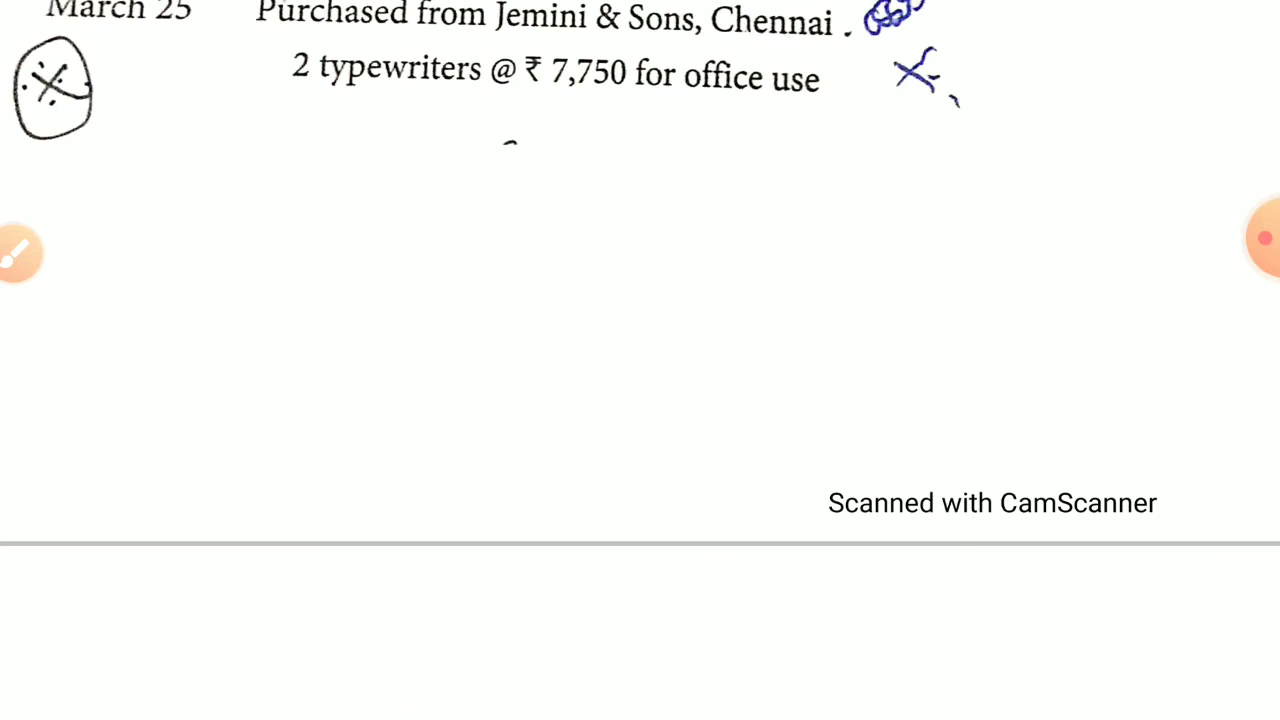 March 25 Purchased from Jemini & Sons, Chennai .
2 typewriters @ ₹ 7,750 for office use
Scanned with CamScanner